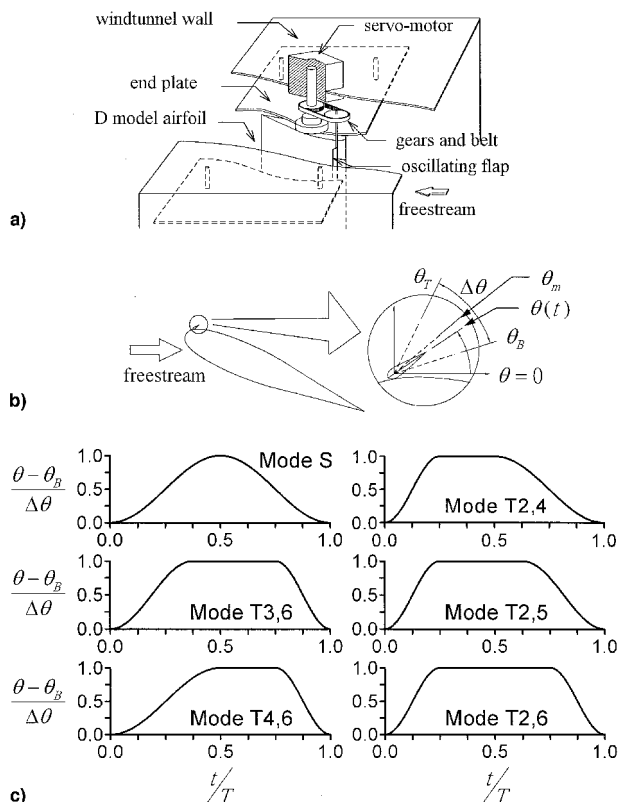 windtunnel wall
servo-motor
end plate
D model airfoil
gears and belt
oscillating flap
freestream
a)
θ_T
Δθ
θ_m
θ(t)
θ_B
θ = 0
freestream
b)
θ − θ_B / Δθ
1.0
0.5
0.0
Mode S
0.0 0.5 1.0
1.0
0.5
0.0
Mode T2,4
0.0 0.5 1.0
θ − θ_B / Δθ
1.0
0.5
0.0
Mode T3,6
0.0 0.5 1.0
1.0
0.5
0.0
Mode T2,5
0.0 0.5 1.0
θ − θ_B / Δθ
1.0
0.5
0.0
Mode T4,6
0.0 0.5 1.0
1.0
0.5
0.0
Mode T2,6
0.0 0.5 1.0
t/T
t/T
c)